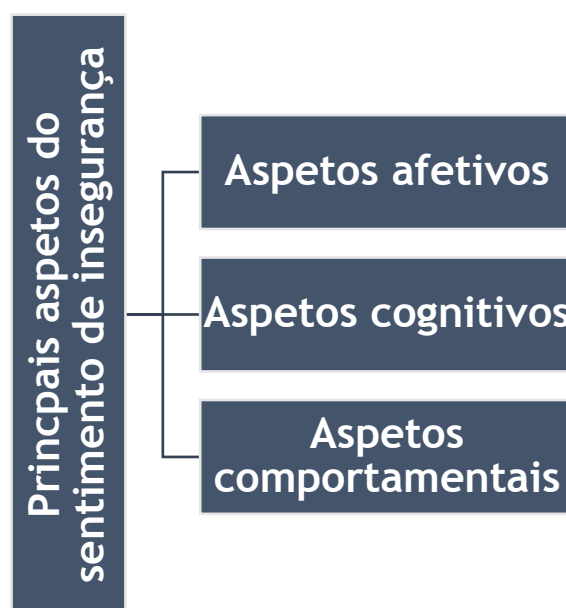 Princpais aspetos do
sentimento de insegurança
Aspetos afetivos
Aspetos cognitivos
Aspetos
comportamentais